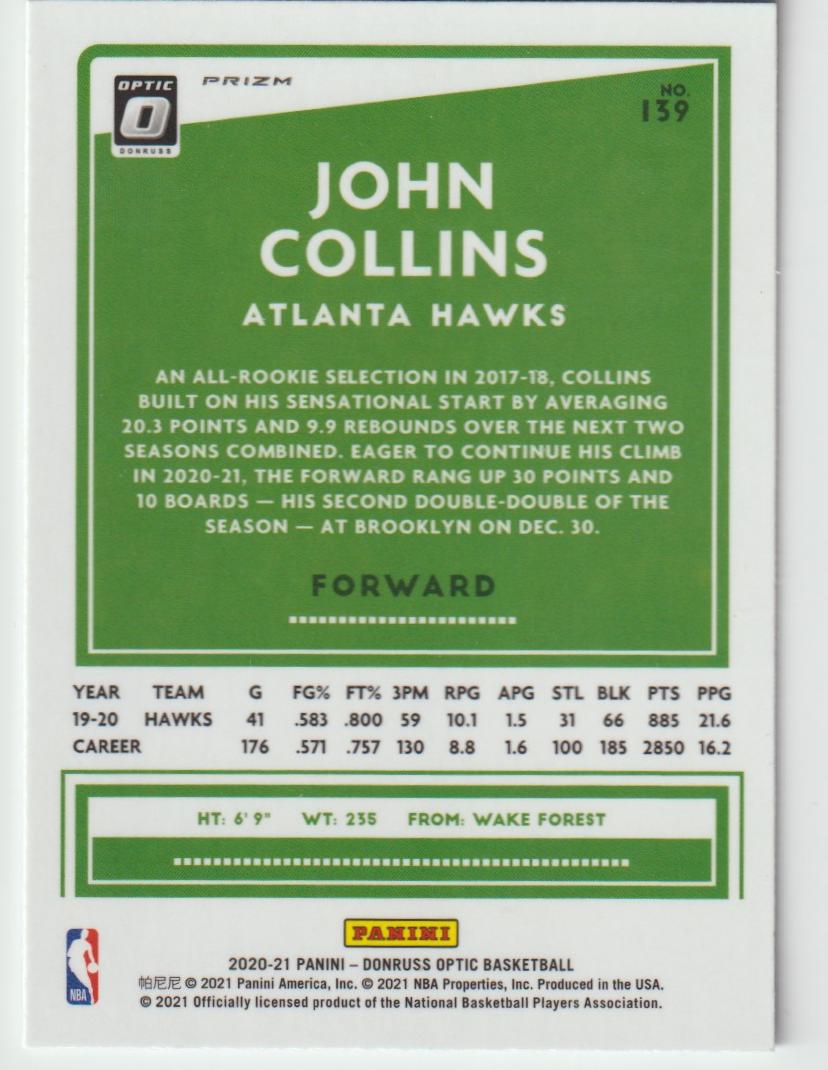 OPTIC
O
DONRUSS
PRIZM
NO.
139
JOHN
COLLINS
ATLANTA HAWKS
AN ALL-ROOKIE SELECTION IN 2017-18, COLLINS
BUILT ON HIS SENSATIONAL START BY AVERAGING
20.3 POINTS AND 9.9 REBOUNDS OVER THE NEXT TWO
SEASONS COMBINED. EAGER TO CONTINUE HIS CLIMB
IN 2020-21, THE FORWARD RANG UP 30 POINTS AND
10 BOARDS — HIS SECOND DOUBLE-DOUBLE OF THE
SEASON — AT BROOKLYN ON DEC. 30.
FORWARD
YEAR TEAM G FG% FT% 3PM RPG APG STL BLK PTS PPG
19-20 HAWKS 41 .583 .800 59 10.1 1.5 31 66 885 21.6
CAREER 176 .571 .757 130 8.8 1.6 100 185 2850 16.2
HT: 6' 9" WT: 235 FROM: WAKE FOREST
PANINI
NBA
2020-21 PANINI – DONRUSS OPTIC BASKETBALL
帕尼尼 © 2021 Panini America, Inc. © 2021 NBA Properties, Inc. Produced in the USA.
© 2021 Officially licensed product of the National Basketball Players Association.